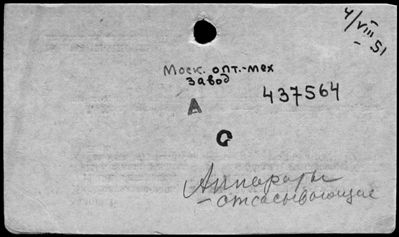 4/VIII-51
Моск. опт.-мех
завод
437564
А
С
Аппараты
- отсасывающие